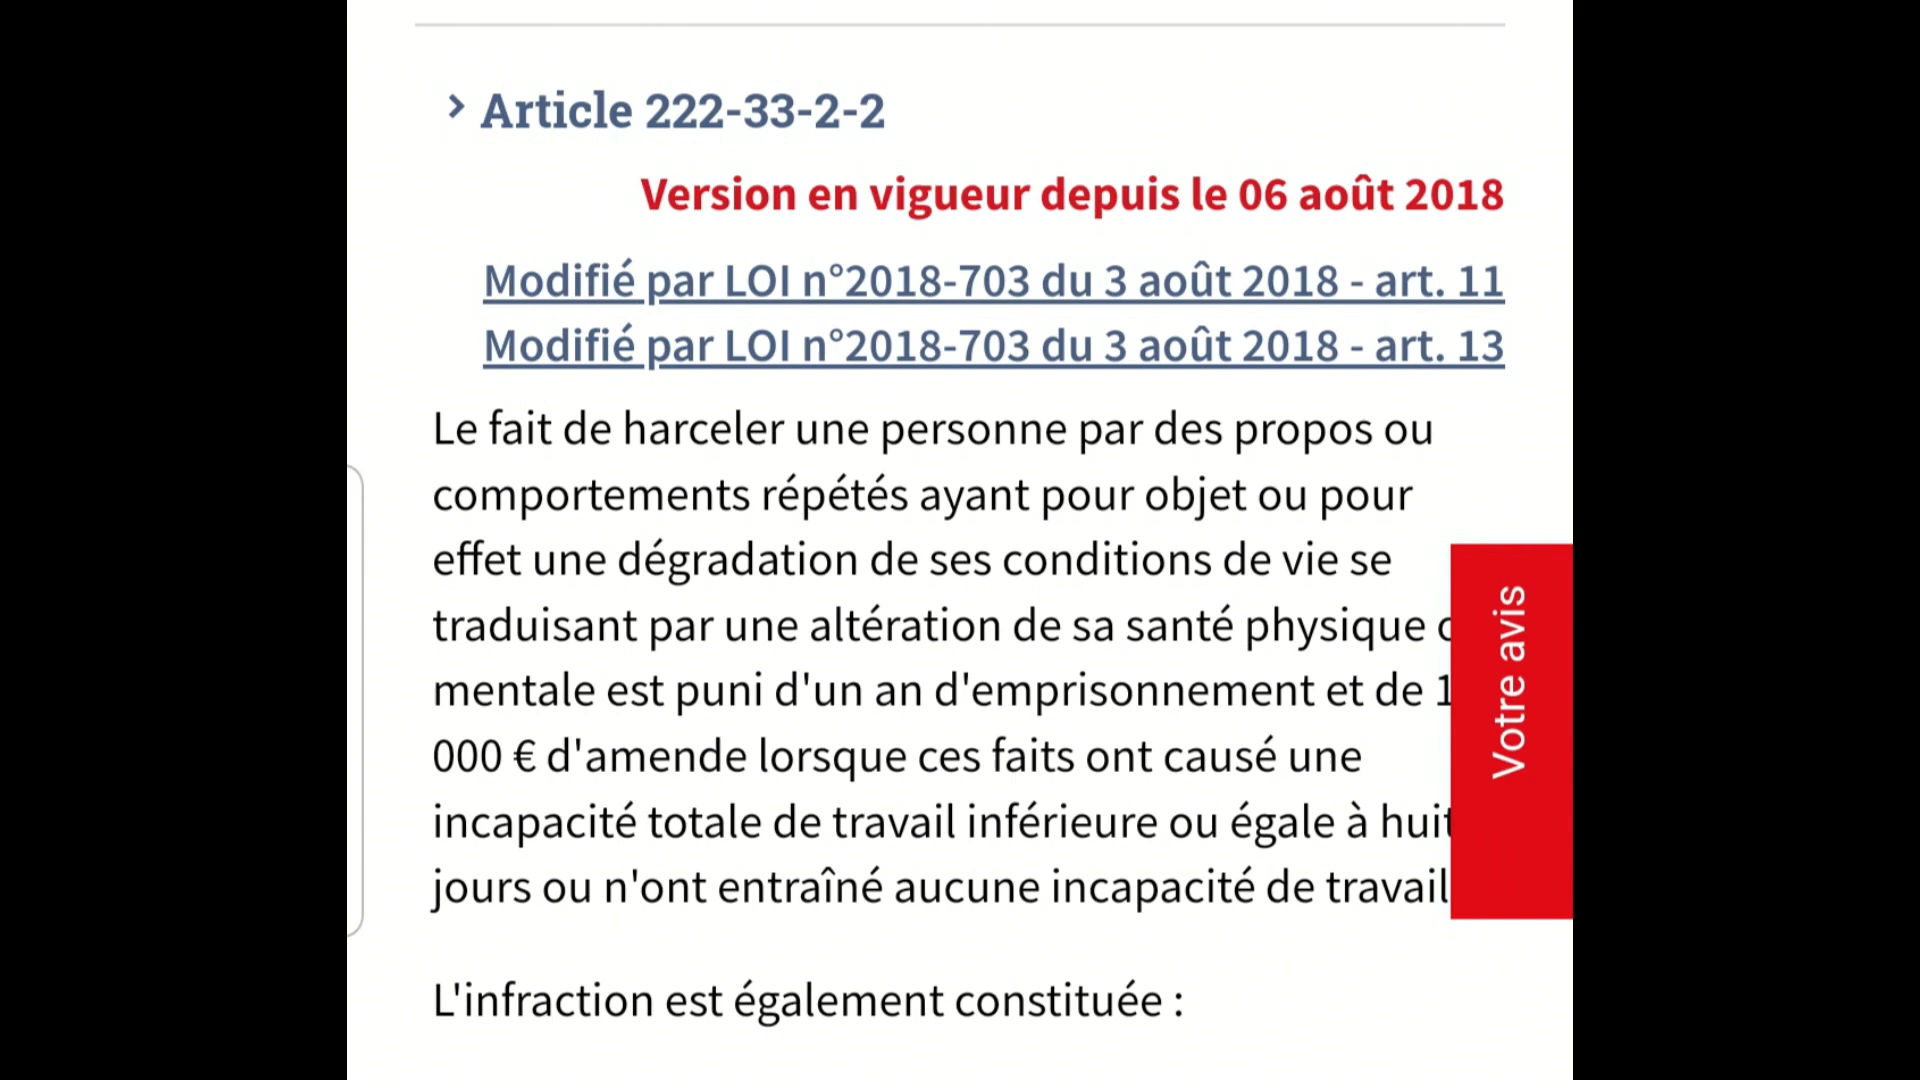 Article 222-33-2-2
Version en vigueur depuis le 06 août 2018
Modifié par LOI n°2018-703 du 3 août 2018 - art. 11
Modifié par LOI n°2018-703 du 3 août 2018 - art. 13
Le fait de harceler une personne par des propos ou
comportements répétés ayant pour objet ou pour
effet une dégradation de ses conditions de vie se
traduisant par une altération de sa santé physique
mentale est puni d'un an d'emprisonnement et de 1
000 € d'amende lorsque ces faits ont causé une
incapacité totale de travail inférieure ou égale à huit
jours ou n'ont entraîné aucune incapacité de travail
Votre avis
L'infraction est également constituée :